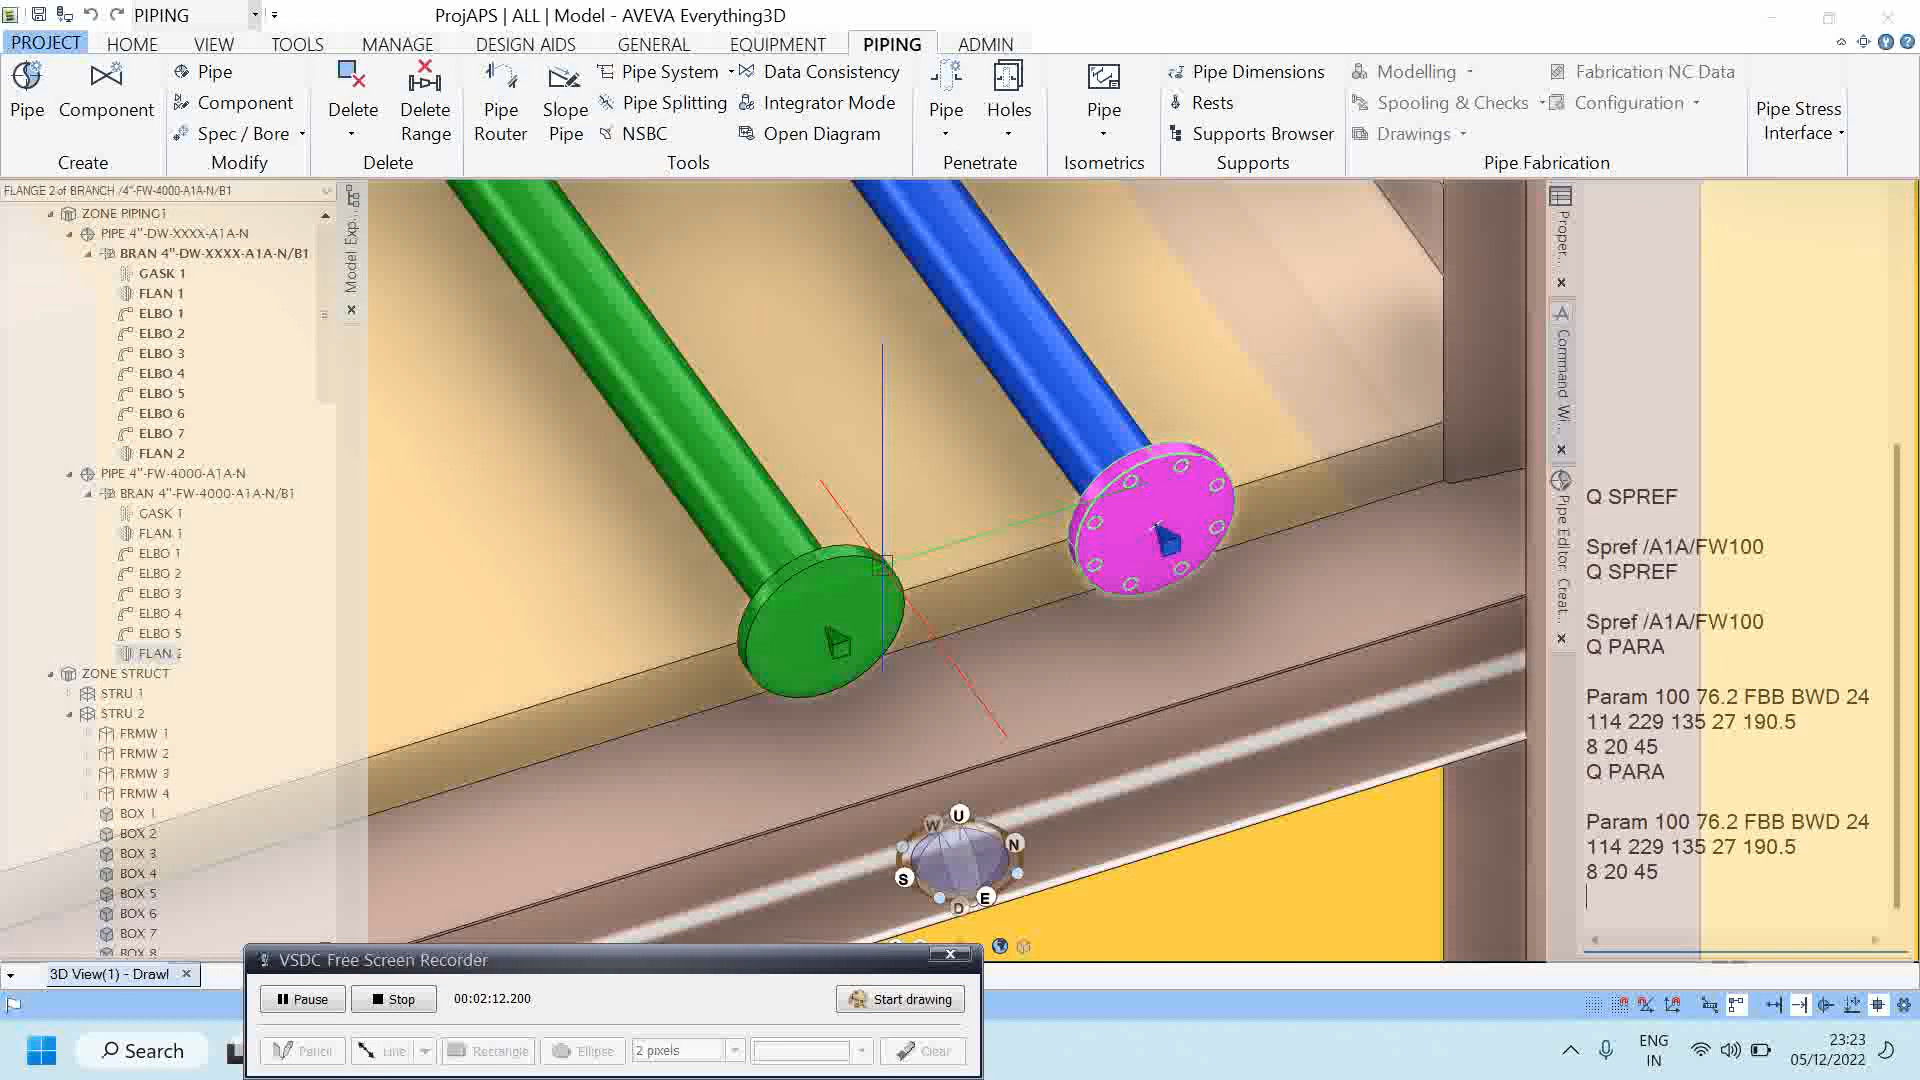 PIPING
ProjAPS | ALL | Model - AVEVA Everything3D
PROJECT HOME VIEW TOOLS MANAGE DESIGN AIDS GENERAL EQUIPMENT PIPING ADMIN
Pipe Component
Create
Pipe
Component
Spec / Bore
Modify
Delete Delete Range
Delete
Pipe Router Slope Pipe
Pipe System
Pipe Splitting
NSBC
Data Consistency
Integrator Mode
Open Diagram
Tools
Pipe Holes
Penetrate
Pipe
Isometrics
Pipe Dimensions
Rests
Supports Browser
Supports
Modelling
Spooling & Checks
Drawings
Fabrication NC Data
Configuration
Pipe Fabrication
Pipe Stress
Interface
FLANGE 2 of BRANCH /4"-FW-4000-A1A-N/B1
ZONE PIPING1
PIPE 4"-DW-XXXX-A1A-N
BRAN 4"-DW-XXXX-A1A-N/B1
GASK 1
FLAN 1
ELBO 1
ELBO 2
ELBO 3
ELBO 4
ELBO 5
ELBO 6
ELBO 7
FLAN 2
PIPE 4"-FW-4000-A1A-N
BRAN 4"-FW-4000-A1A-N/B1
GASK 1
FLAN 1
ELBO 1
ELBO 2
ELBO 3
ELBO 4
ELBO 5
FLAN 2
ZONE STRUCT
STRU 1
STRU 2
FRMW 1
FRMW 2
FRMW 3
FRMW 4
BOX 1
BOX 2
BOX 3
BOX 4
BOX 5
BOX 6
BOX 7
BOX 8
Model Exp...
W U N S E D
Proper...
Command Wi...
Pipe Editor: Creat...
Q SPREF
Spref /A1A/FW100
Q SPREF
Spref /A1A/FW100
Q PARA
Param 100 76.2 FBB BWD 24
114 229 135 27 190.5
8 20 45
Q PARA
Param 100 76.2 FBB BWD 24
114 229 135 27 190.5
8 20 45
3D View(1) - Drawl
VSDC Free Screen Recorder
Pause Stop 00:02:12.200 Start drawing
Pencil Line Rectangle Ellipse 2 pixels Clear
Search
ENG
IN
23:23
05/12/2022